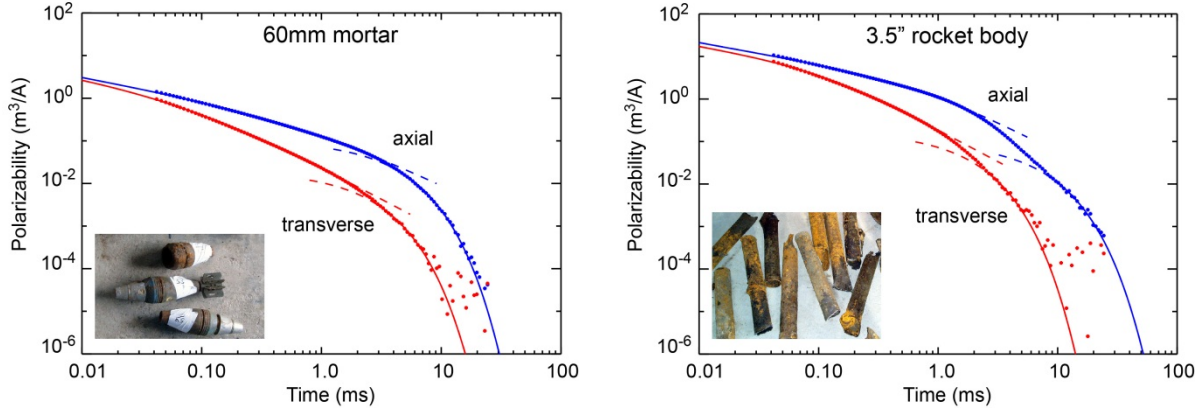 60mm mortar
axial
transverse
Polarizability (m³/A)
10²
10⁰
10⁻²
10⁻⁴
10⁻⁶
0.01
0.10
1.0
10
100
Time (ms)
3.5” rocket body
axial
transverse
Polarizability (m³/A)
10²
10⁰
10⁻²
10⁻⁴
10⁻⁶
0.01
0.10
1.0
10
100
Time (ms)